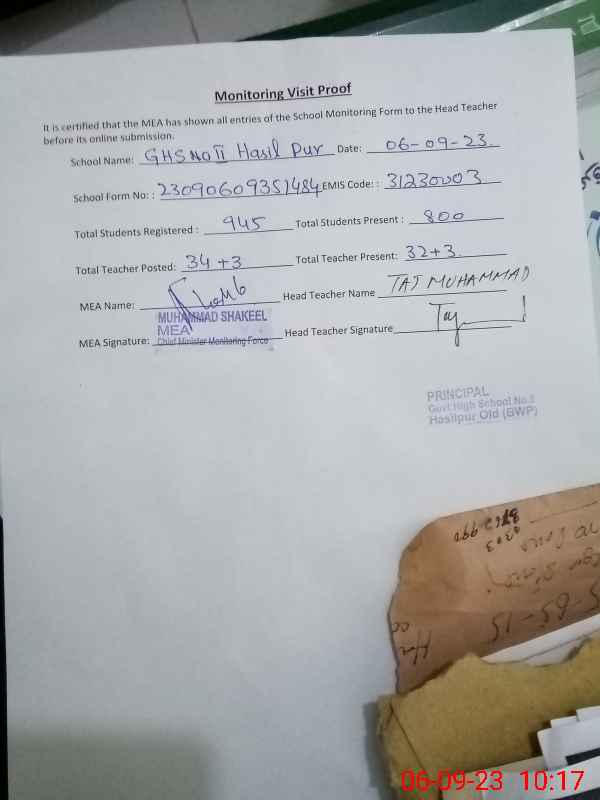 Monitoring Visit Proof
It is certified that the MEA has shown all entries of the School Monitoring Form to the Head Teacher
before its online submission.
School Name: GHS NO II Hasil Pur Date: 06-09-23
School Form No: : 23090609351484 EMIS Code: : 31230003
Total Students Registered : 945 Total Students Present : 800
Total Teacher Posted: 34+3 Total Teacher Present: 32+3
MEA Name: Head Teacher Name TAJ MUHAMMAD
MUHAMMAD SHAKEEL
MEA
MEA Signature: Chief Minister Monitoring Force Head Teacher Signature Taj
PRINCIPAL
Govt High School No.
Hasilpur Old (BWP)
06-09-23 10:17